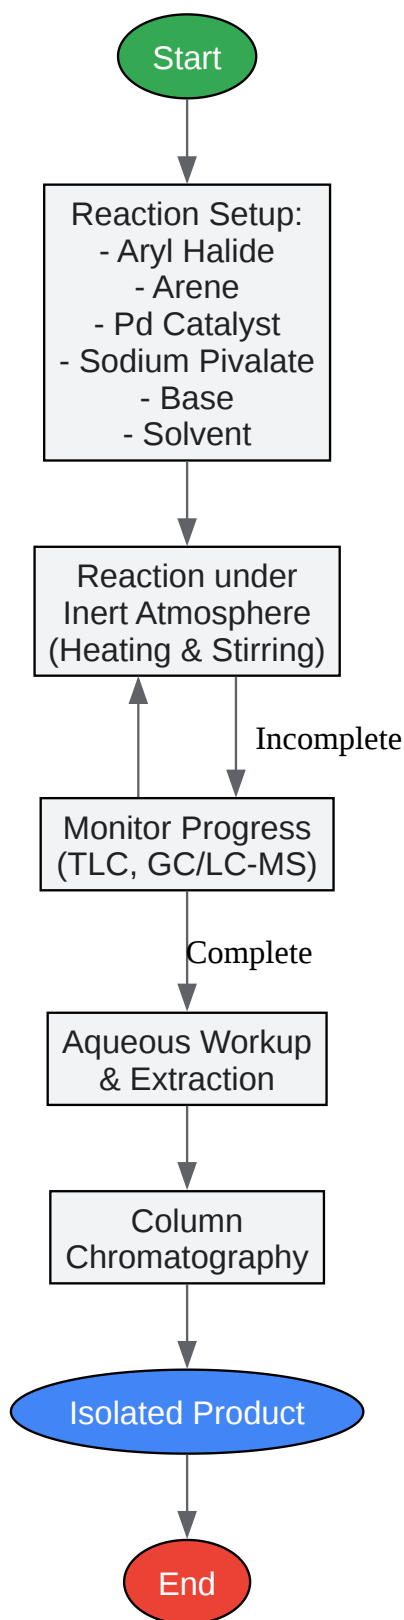 Start
Reaction Setup:
- Aryl Halide
- Arene
- Pd Catalyst
- Sodium Pivalate
- Base
- Solvent
Reaction under
Inert Atmosphere
(Heating & Stirring)
Incomplete
Monitor Progress
(TLC, GC/LC-MS)
Complete
Aqueous Workup
& Extraction
Column
Chromatography
Isolated Product
End